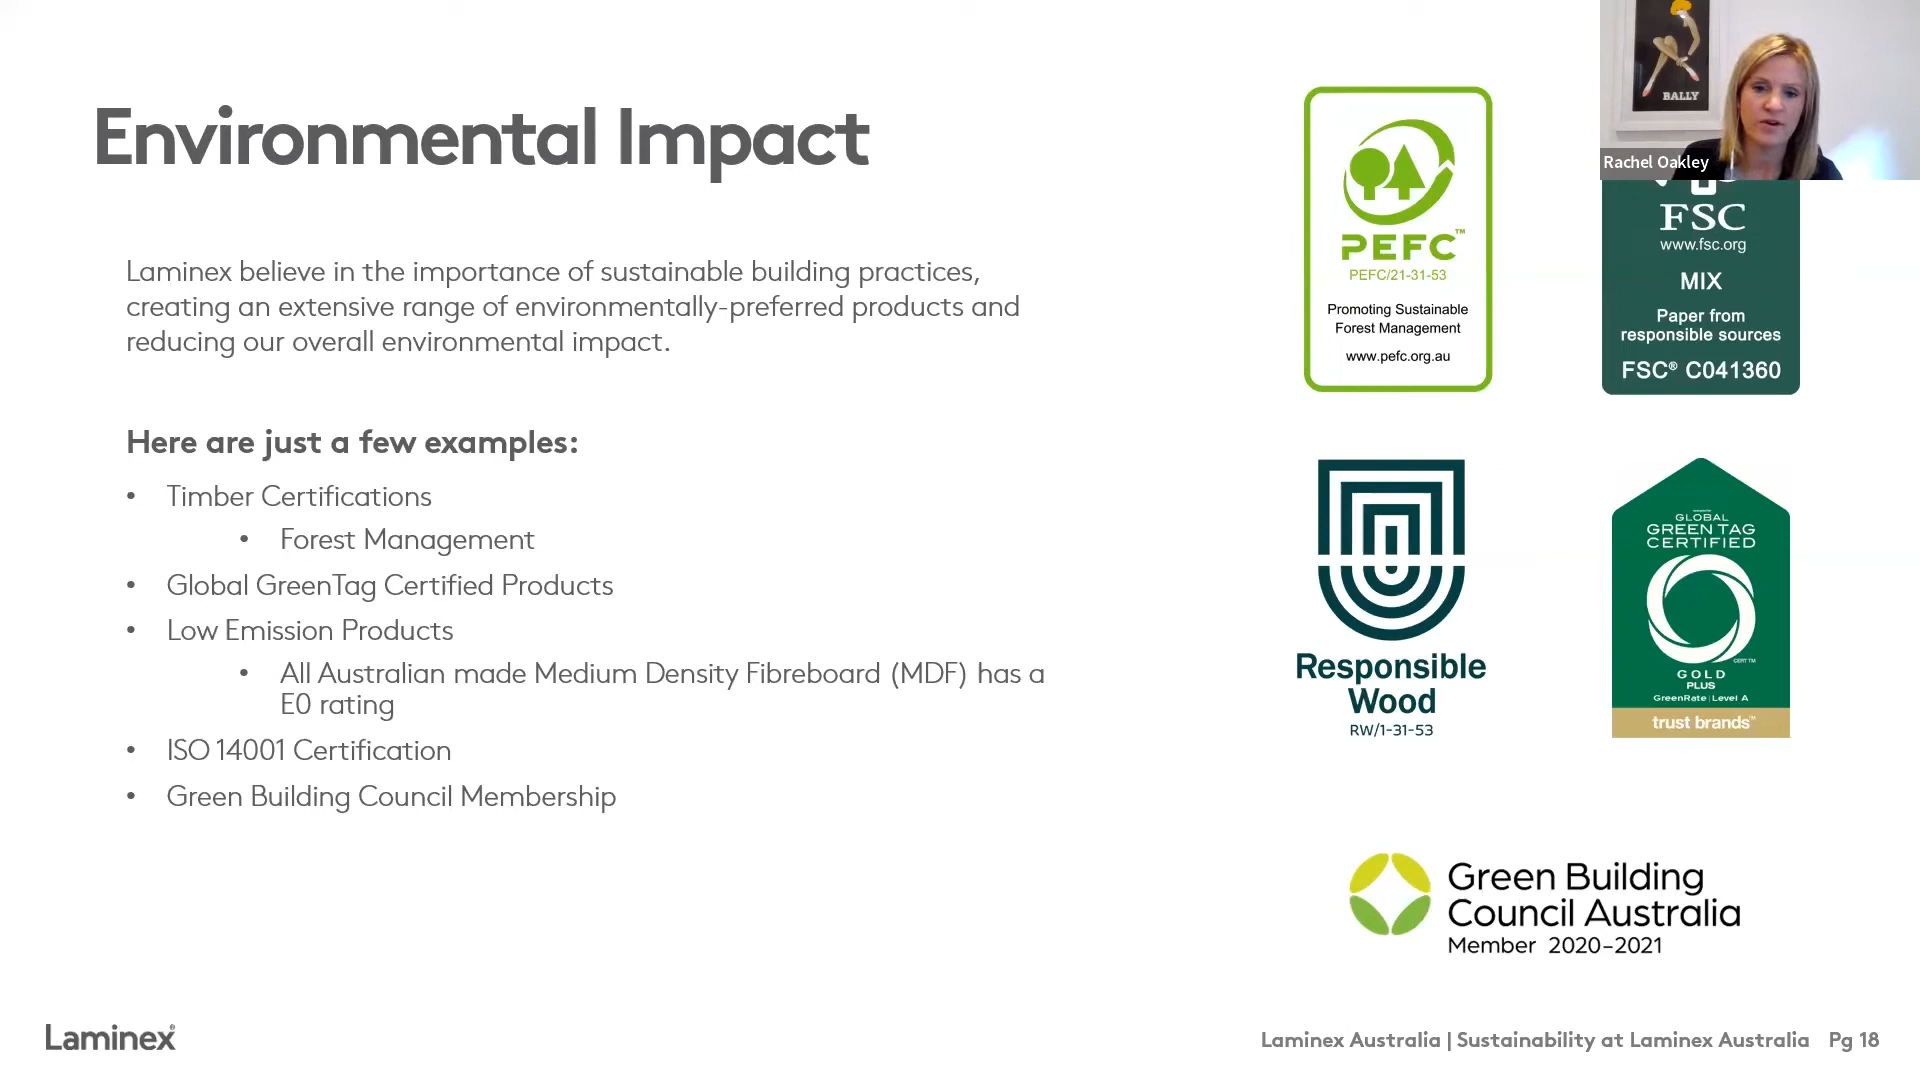 Environmental Impact
Laminex believe in the importance of sustainable building practices,
creating an extensive range of environmentally-preferred products and
reducing our overall environmental impact.
Here are just a few examples:
• Timber Certifications
• Forest Management
• Global GreenTag Certified Products
• Low Emission Products
• All Australian made Medium Density Fibreboard (MDF) has a
E0 rating
• ISO 14001 Certification
• Green Building Council Membership
PEFC™
PEFC/21-31-53
Promoting Sustainable
Forest Management
www.pefc.org.au
BALLY
Rachel Oakley
FSC
www.fsc.org
MIX
Paper from
responsible sources
FSC® C041360
Responsible
Wood
RW/1-31-53
GLOBAL
GREEN TAG
CERTIFIED
CERT TM
GOLD
PLUS
GreenRate | Level A
trust brands™
Green Building
Council Australia
Member 2020-2021
Laminex®
Laminex Australia | Sustainability at Laminex Australia Pg 18